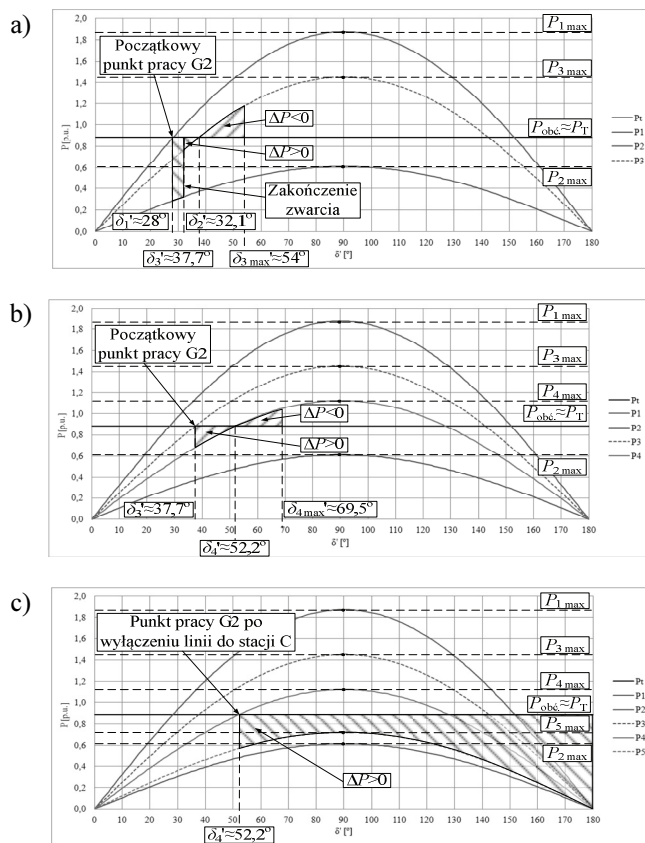 a)
P [p.u.]
2,0
1,8
1,6
1,4
1,2
1,0
0,8
0,6
0,4
0,2
0,0
Początkowy
punkt pracy G2
ΔP<0
ΔP>0
Zakończenie
zwarcia
δ1'≈28°
δ2'≈32,1°
δ3'≈37,7°
δ3 max'≈54°
P1 max
P3 max
Pobć.≈PT
P2 max
0 10 20 30 40 50 60 70 80 90 100 110 120 130 140 150 160 170 180
δ' [°]
Pt
P1
P2
P3
b)
P [p.u.]
2,0
1,8
1,6
1,4
1,2
1,0
0,8
0,6
0,4
0,2
0,0
Początkowy
punkt pracy G2
ΔP<0
ΔP>0
δ3'≈37,7°
δ4 max'≈69,5°
δ4'≈52,2°
P1 max
P3 max
P4 max
Pobć.≈PT
P2 max
0 10 20 30 40 50 60 70 80 90 100 110 120 130 140 150 160 170 180
δ' [°]
Pt
P1
P2
P3
P4
c)
P [p.u.]
2,0
1,8
1,6
1,4
1,2
1,0
0,8
0,6
0,4
0,2
0,0
Punkt pracy G2 po
wyłączeniu linii do stacji C
ΔP>0
δ4'≈52,2°
P1 max
P3 max
P4 max
Pobć.≈PT
P5 max
P2 max
0 10 20 30 40 50 60 70 80 90 100 110 120 130 140 150 160 170 180
δ' [°]
Pt
P1
P2
P3
P4
P5